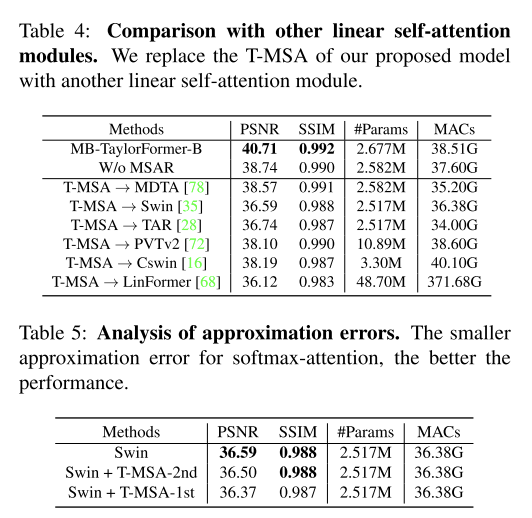 Table 4: Comparison with other linear self-attention
modules. We replace the T-MSA of our proposed model
with another linear self-attention module.
Methods PSNR SSIM #Params MACs
MB-TaylorFormer-B 40.71 0.992 2.677M 38.51G
W/o MSAR 38.74 0.990 2.582M 37.60G
T-MSA → MDTA [78] 38.57 0.991 2.582M 35.20G
T-MSA → Swin [35] 36.59 0.988 2.517M 36.38G
T-MSA → TAR [28] 36.74 0.987 2.517M 34.00G
T-MSA → PVTv2 [72] 38.10 0.990 10.89M 38.60G
T-MSA → Cswin [16] 38.19 0.987 3.30M 40.10G
T-MSA → LinFormer [68] 36.12 0.983 48.70M 371.68G
Table 5: Analysis of approximation errors. The smaller
approximation error for softmax-attention, the better the
performance.
Methods PSNR SSIM #Params MACs
Swin 36.59 0.988 2.517M 36.38G
Swin + T-MSA-2nd 36.50 0.988 2.517M 36.38G
Swin + T-MSA-1st 36.37 0.987 2.517M 36.38G